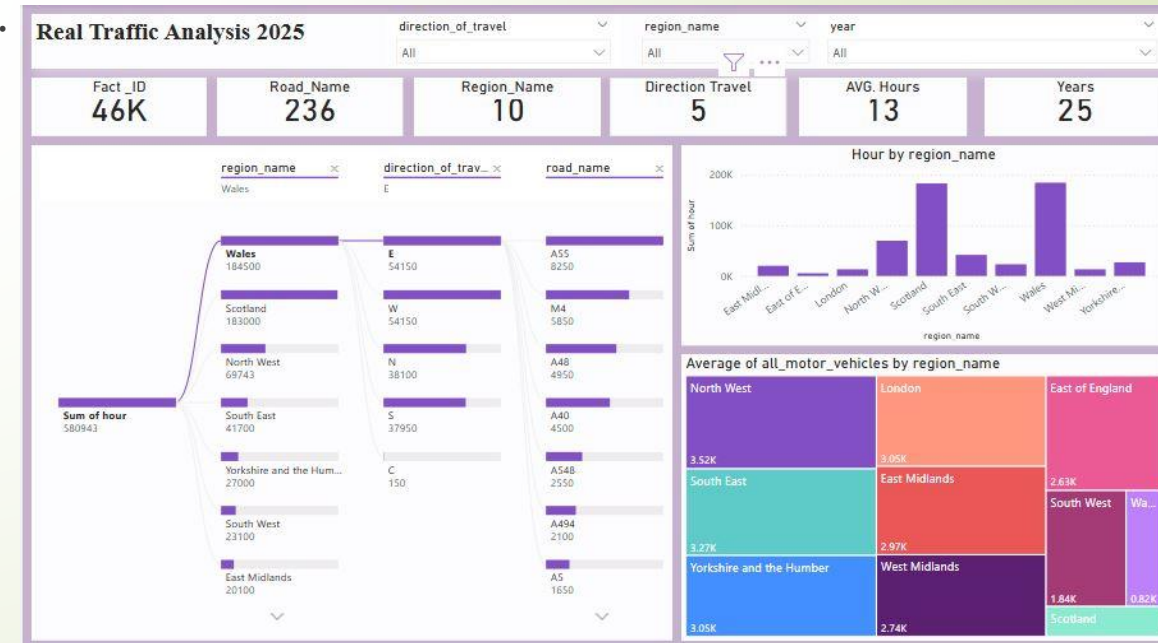 Real Traffic Analysis 2025
direction_of_travel
All
region_name
All
year
All
Fact _ID
46K
Road_Name
236
Region_Name
10
Direction Travel
5
AVG. Hours
13
Years
25
region_name
Wales
direction_of_trav...
E
road_name
Sum of hour
580943
Wales
184500
Scotland
183000
North West
69743
South East
41700
Yorkshire and the Hum...
27000
South West
23100
East Midlands
20100
E
54150
W
54150
N
38100
S
37950
C
150
A55
8250
M4
5850
A48
4950
A40
4500
A548
2550
A494
2100
A5
1650
Hour by region_name
Sum of hour
200K
100K
0K
East Midl...
East of E...
London
North W...
Scotland
South East
South W...
Wales
West Mi...
Yorkshire...
region_name
Average of all_motor_vehicles by region_name
North West
3.52K
South East
3.27K
Yorkshire and the Humber
3.05K
London
3.05K
East Midlands
2.97K
West Midlands
2.74K
East of England
2.63K
South West
1.84K
Wa...
0.82K
Scotland